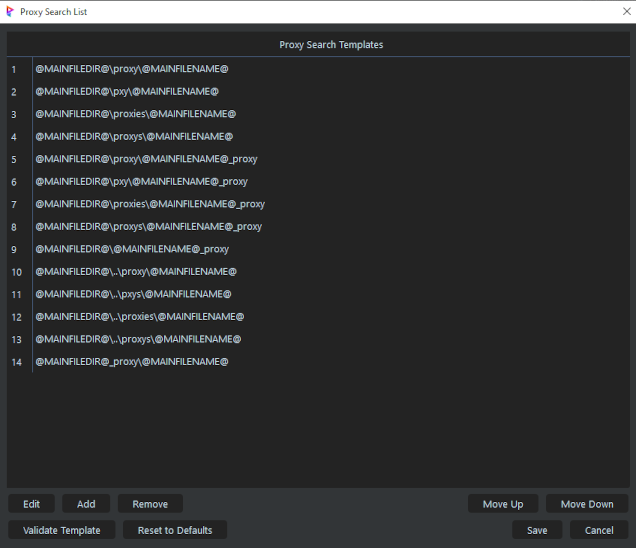 Proxy Search List
Proxy Search Templates
1 @MAINFILEDIR@\proxy\@MAINFILENAME@
2 @MAINFILEDIR@\pxy\@MAINFILENAME@
3 @MAINFILEDIR@\proxies\@MAINFILENAME@
4 @MAINFILEDIR@\proxys\@MAINFILENAME@
5 @MAINFILEDIR@\proxy\@MAINFILENAME@_proxy
6 @MAINFILEDIR@\pxy\@MAINFILENAME@_proxy
7 @MAINFILEDIR@\proxies\@MAINFILENAME@_proxy
8 @MAINFILEDIR@\proxys\@MAINFILENAME@_proxy
9 @MAINFILEDIR@\@MAINFILENAME@_proxy
10 @MAINFILEDIR@\..\proxy\@MAINFILENAME@
11 @MAINFILEDIR@\..\pxys\@MAINFILENAME@
12 @MAINFILEDIR@\..\proxies\@MAINFILENAME@
13 @MAINFILEDIR@\..\proxys\@MAINFILENAME@
14 @MAINFILEDIR@_proxy\@MAINFILENAME@
Edit Add Remove Move Up Move Down
Validate Template Reset to Defaults Save Cancel